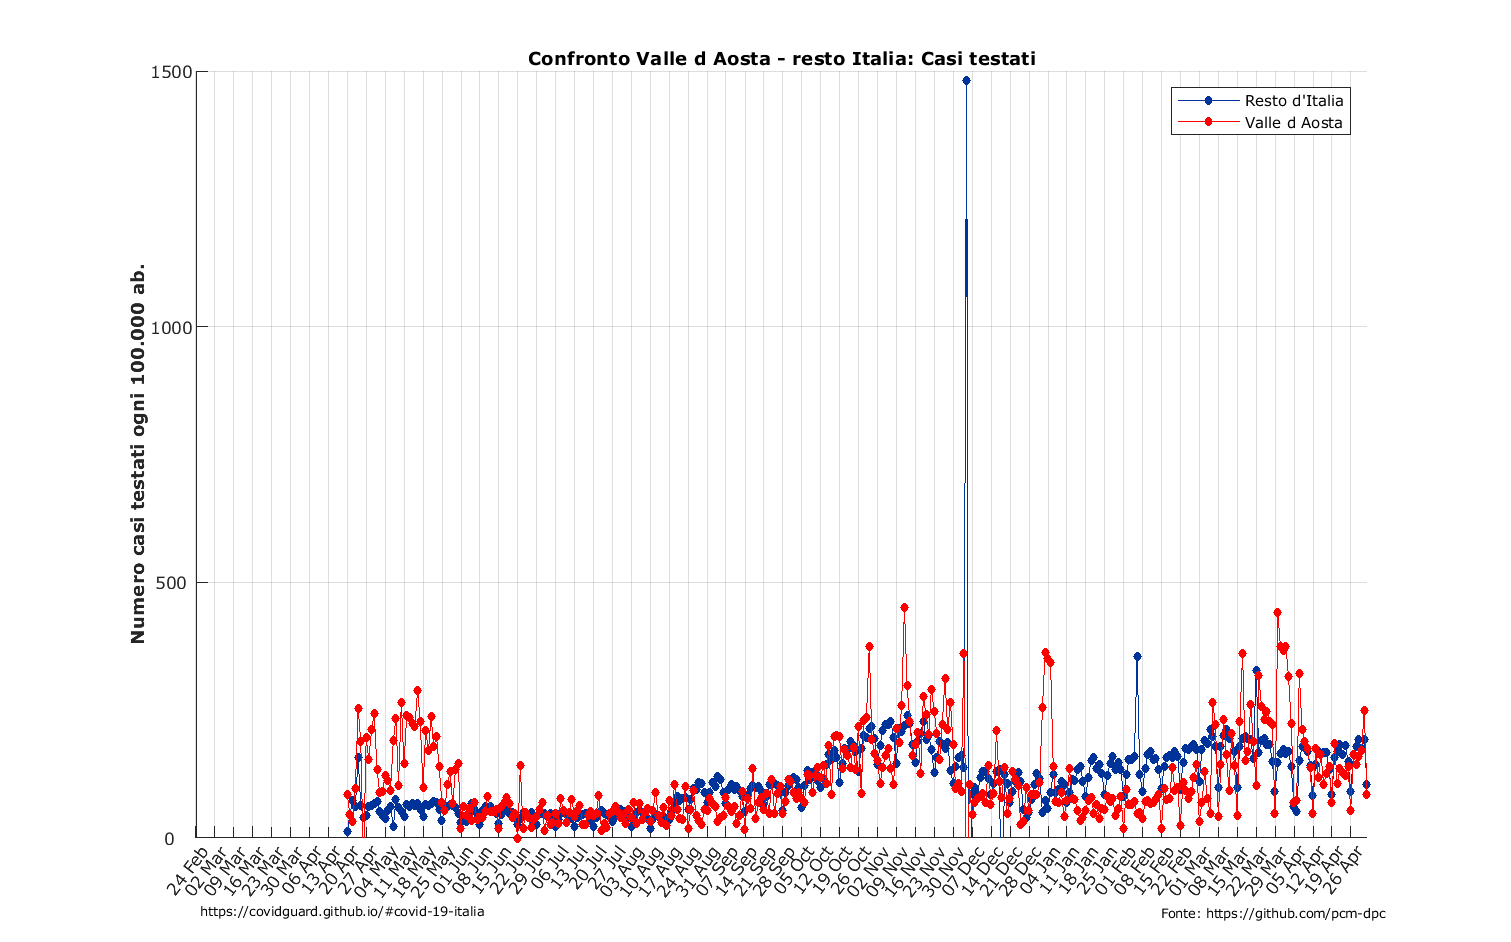 Confronto Valle d Aosta - resto Italia: Casi testati
Resto d'Italia
Valle d Aosta
Numero casi testati ogni 100.000 ab.
1500
1000
500
0
24 Feb
02 Mar
09 Mar
16 Mar
23 Mar
30 Mar
06 Apr
13 Apr
20 Apr
27 Apr
04 May
11 May
18 May
25 May
01 Jun
08 Jun
15 Jun
22 Jun
29 Jun
06 Jul
13 Jul
20 Jul
27 Jul
03 Aug
10 Aug
17 Aug
24 Aug
31 Aug
07 Sep
14 Sep
21 Sep
28 Sep
05 Oct
12 Oct
19 Oct
26 Oct
02 Nov
09 Nov
16 Nov
23 Nov
30 Nov
07 Dec
14 Dec
21 Dec
28 Dec
04 Jan
11 Jan
18 Jan
25 Jan
01 Feb
08 Feb
15 Feb
22 Feb
01 Mar
08 Mar
15 Mar
22 Mar
29 Mar
05 Apr
12 Apr
19 Apr
26 Apr
https://covidguard.github.io/#covid-19-italia
Fonte: https://github.com/pcm-dpc